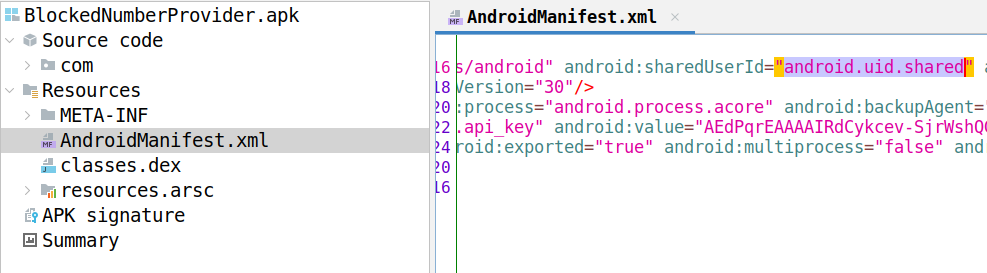 BlockedNumberProvider.apk
Source code
com
Resources
META-INF
AndroidManifest.xml
classes.dex
resources.arsc
APK signature
Summary
MF AndroidManifest.xml ×
16 s/android" android:sharedUserId="android.uid.shared" a
18 Version="30"/>
20 :process="android.process.acore" android:backupAgent="
22 .api_key" android:value="AEdPqrEAAAAIRdCykcev-SjrWshQG
24 roid:exported="true" android:multiprocess="false" and
20
16